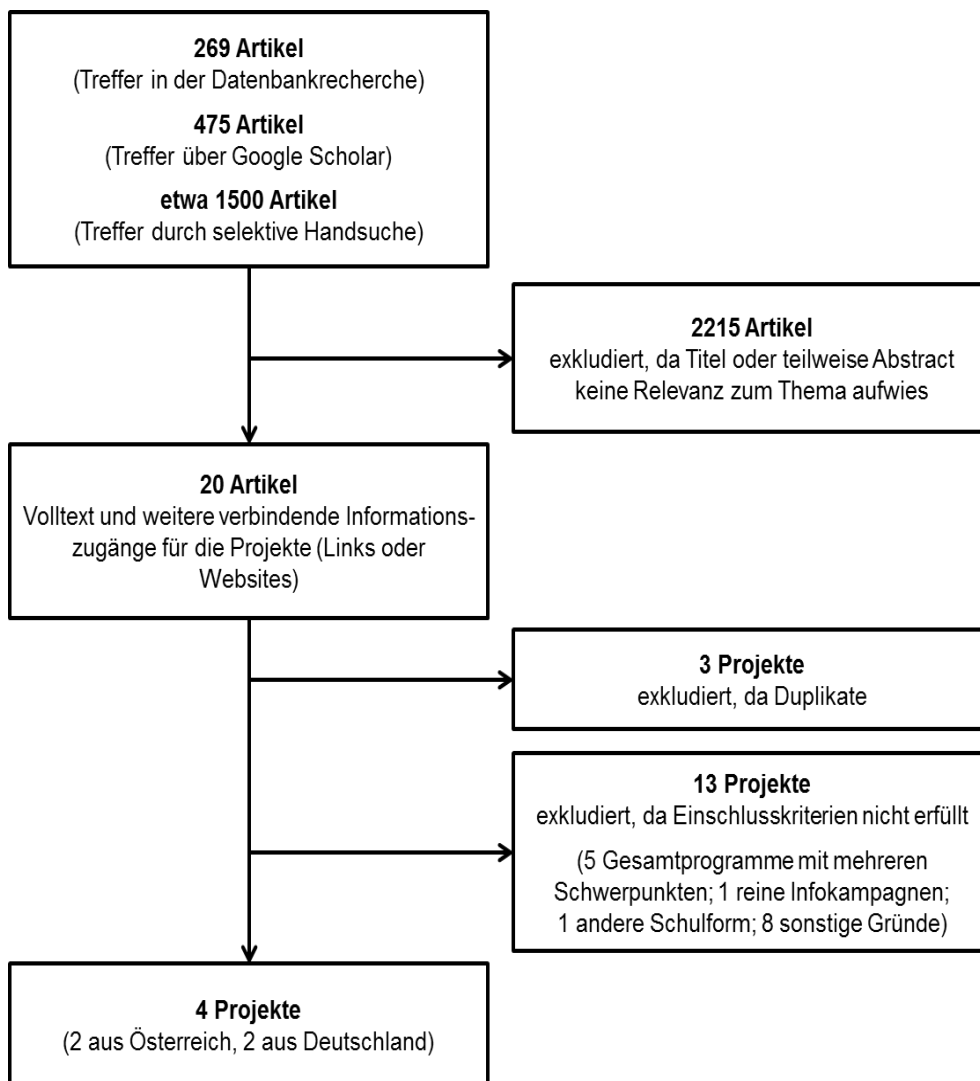 269 Artikel
(Treffer in der Datenbankrecherche)
475 Artikel
(Treffer über Google Scholar)
etwa 1500 Artikel
(Treffer durch selektive Handsuche)
2215 Artikel
exkludiert, da Titel oder teilweise Abstract
keine Relevanz zum Thema aufwies
20 Artikel
Volltext und weitere verbindende Informations-
zugänge für die Projekte (Links oder
Websites)
3 Projekte
exkludiert, da Duplikate
13 Projekte
exkludiert, da Einschlusskriterien nicht erfüllt
(5 Gesamtprogramme mit mehreren
Schwerpunkten; 1 reine Infokampagnen;
1 andere Schulform; 8 sonstige Gründe)
4 Projekte
(2 aus Österreich, 2 aus Deutschland)